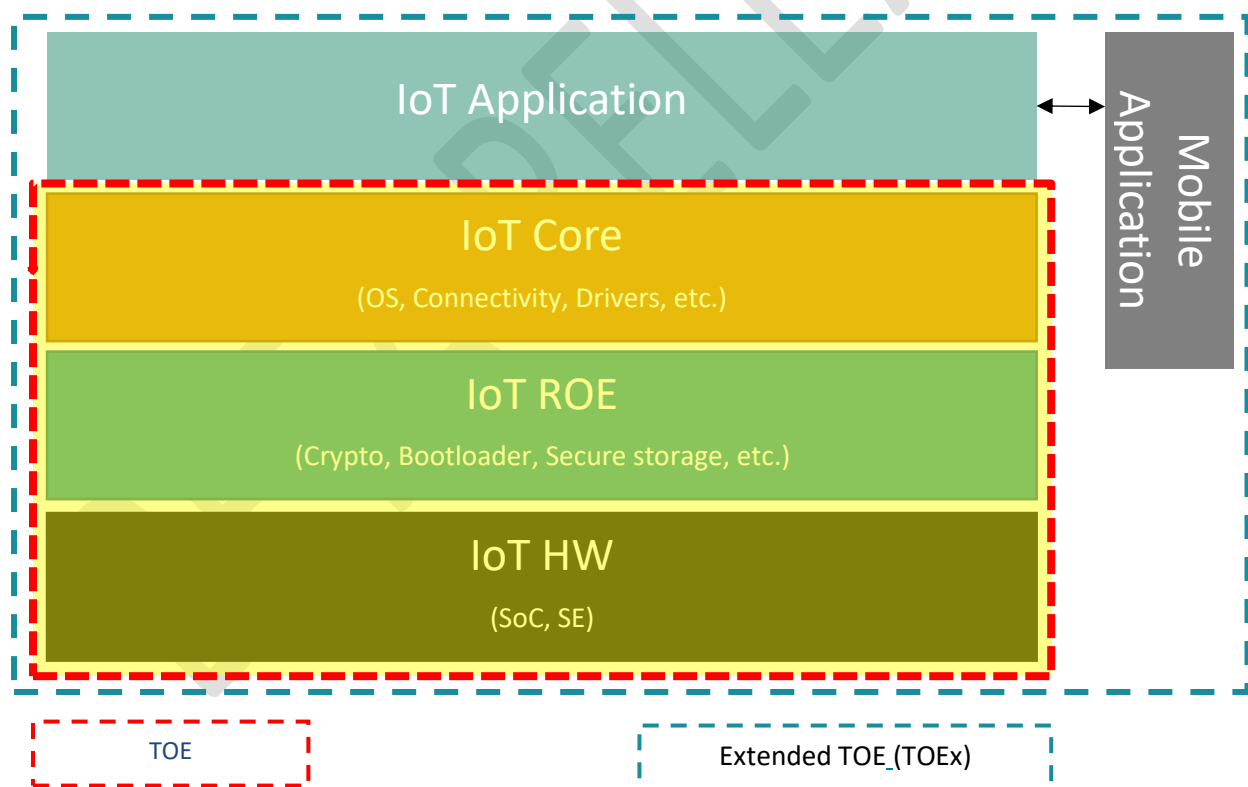 IoT Application
Mobile
Application
IoT Core
(OS, Connectivity, Drivers, etc.)
IoT ROE
(Crypto, Bootloader, Secure storage, etc.)
IoT HW
(SoC, SE)
TOE
Extended TOE (TOEx)